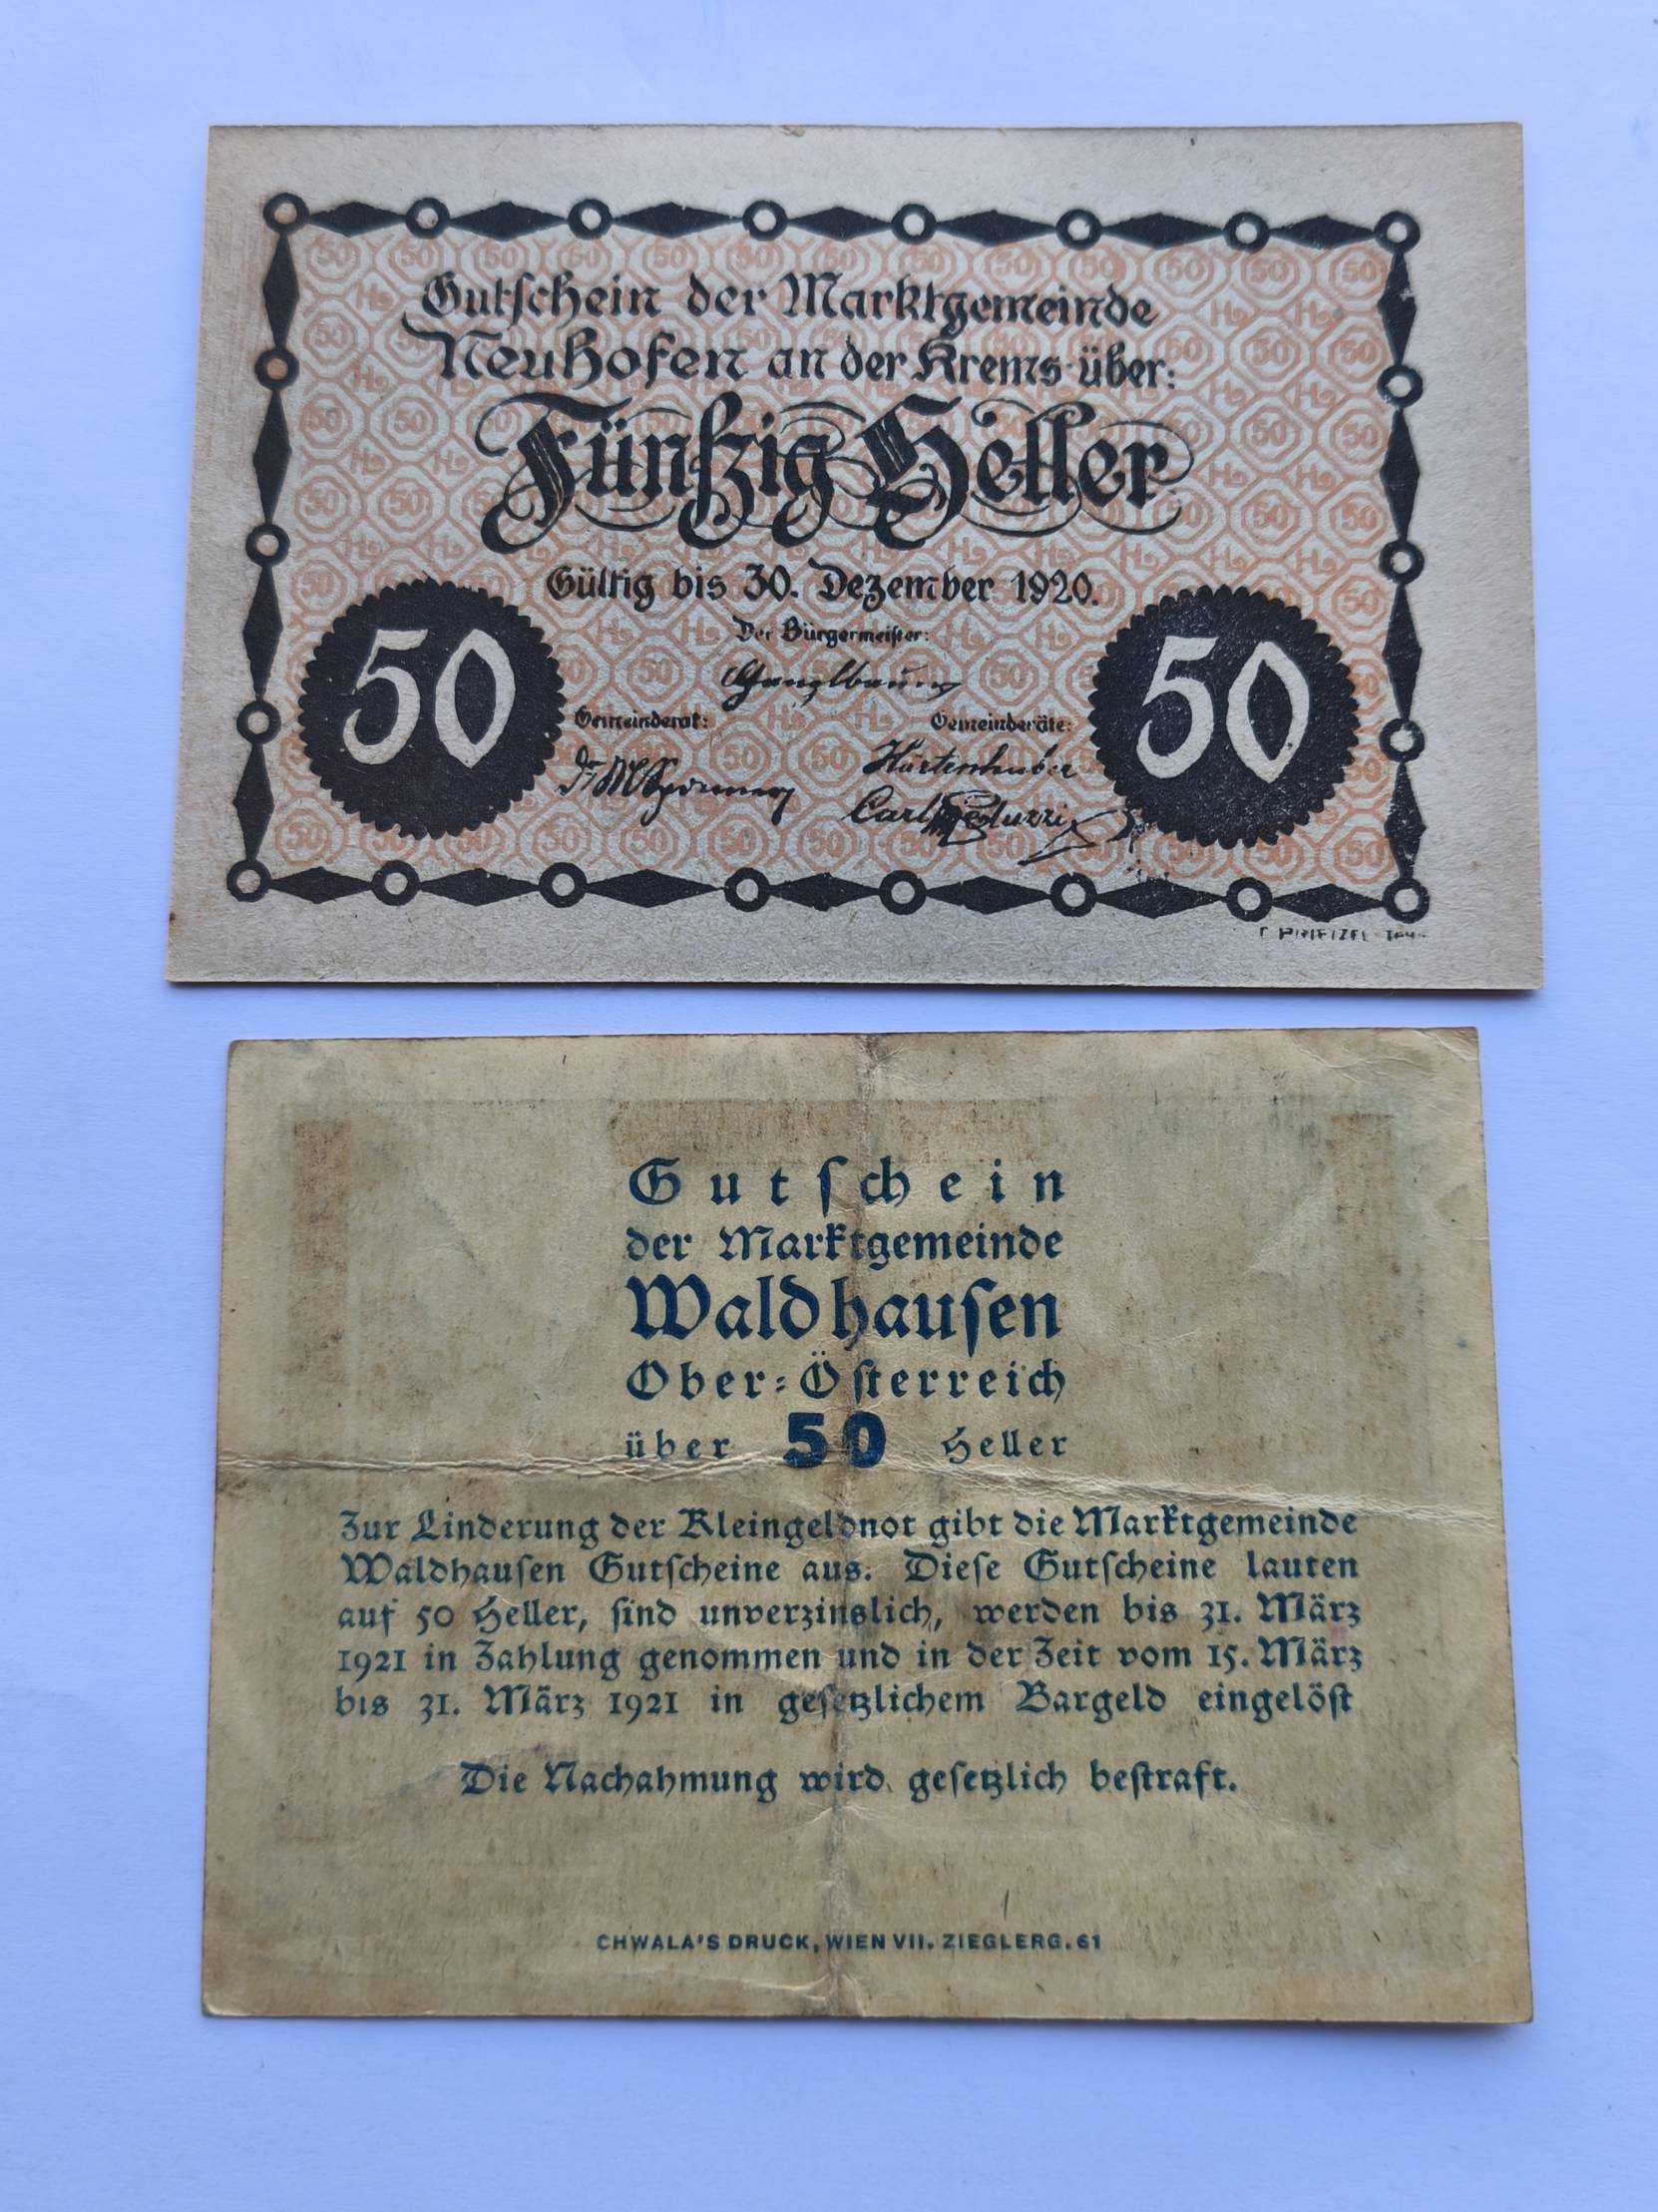 Gutschein der Marktgemeinde
Neuhofen an der Krems über:
Fünfzig Heller
Gültig bis 30. Dezember 1920.
Der Bürgermeister:
50
50
Gemeinderat:
Gemeinderäte:
Hartenhuber
Carl
Gutschein
der Marktgemeinde
Waldhausen
Ober-Österreich
über 50 Heller
Zur Linderung der Kleingeldnot gibt die Marktgemeinde
Waldhausen Gutscheine aus. Diese Gutscheine lauten
auf 50 Heller, sind unverzinslich, werden bis 31. März
1921 in Zahlung genommen und in der Zeit vom 15. März
bis 31. März 1921 in gesetzlichem Bargeld eingelöst
Die Nachahmung wird gesetzlich bestraft.
CHWALA'S DRUCK, WIEN VII. ZIEGLERG. 61